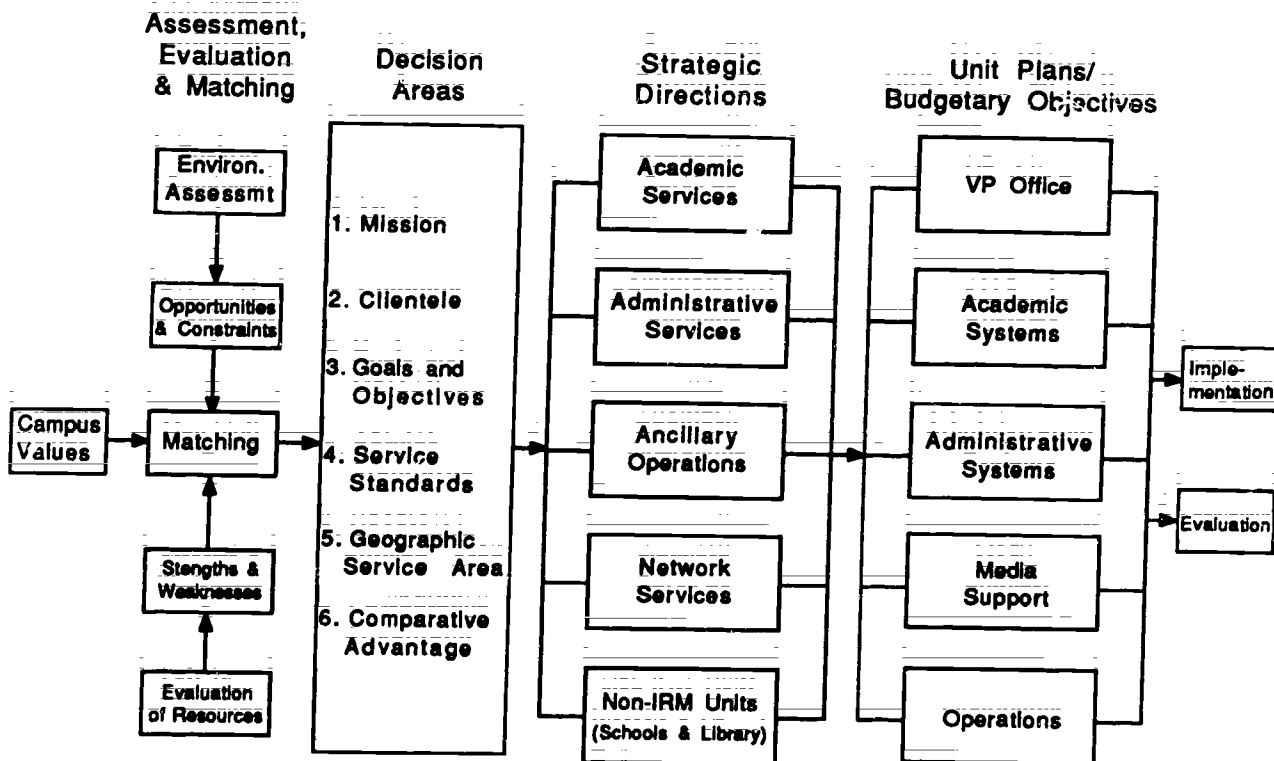 Assessment,
Evaluation
& Matching
Decision
Areas
Strategic
Directions
Unit Plans/
Budgetary Objectives
Environ.
Assessmt
Opportunities
& Constraints
Campus
Values
Matching
Stengths &
Weaknesses
Evaluation
of Resources
1. Mission
2. Clientele
3. Goals and
Objectives
4. Service
Standards
5. Geographic
Service Area
6. Comparative
Advantage
Academic
Services
Administrative
Services
Ancillary
Operations
Network
Services
Non-IRM Units
(Schools & Library)
VP Office
Academic
Systems
Administrative
Systems
Media
Support
Operations
Imple-
mentation
Evaluation